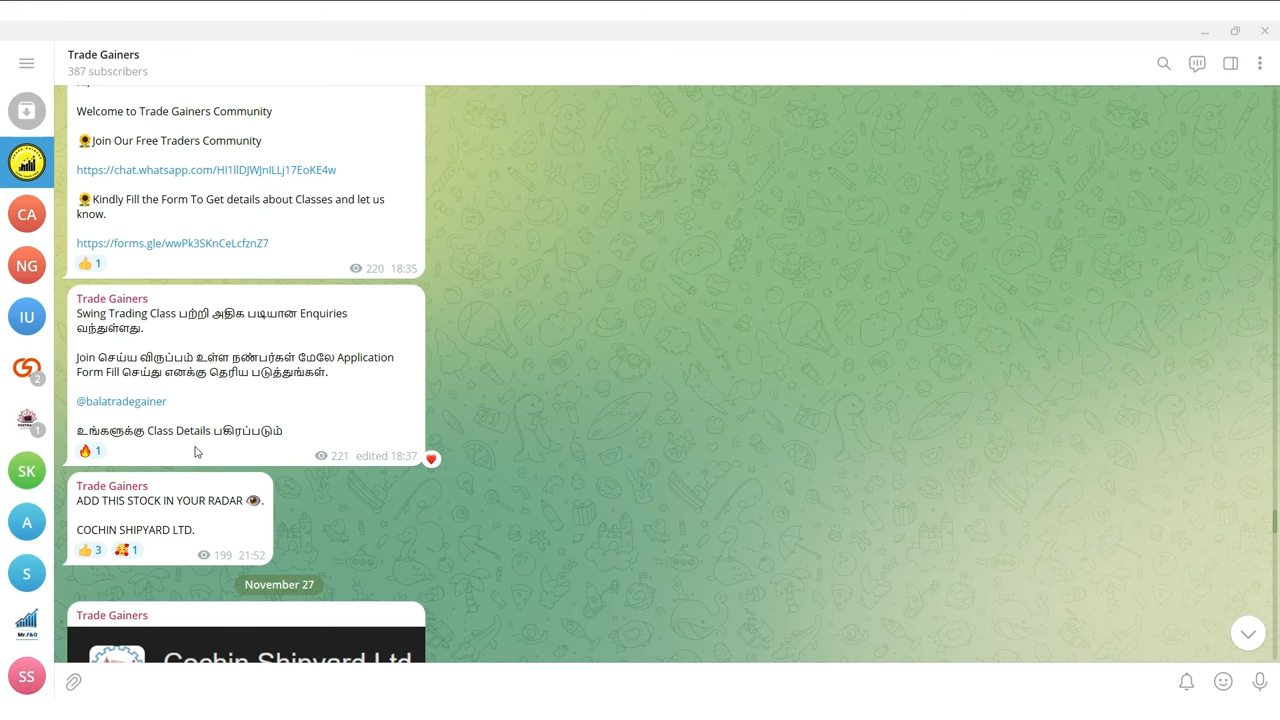 Trade Gainers
387 subscribers
Welcome to Trade Gainers Community
Join Our Free Traders Community
https://chat.whatsapp.com/HI1lIDJWJnILLj17EoKE4w
Kindly Fill the Form To Get details about Classes and let us
know.
https://forms.gle/wwPk3SKnCeLcfznZ7
1
220 18:35
Trade Gainers
Swing Trading Class பற்றி அதிக படியான Enquiries
வந்துள்ளது.
Join செய்ய விருப்பம் உள்ள நண்பர்கள் மேலே Application
Form Fill செய்து எனக்கு தெரிய படுத்துங்கள்.
@balatradegainer
உங்களுக்கு Class Details பகிரப்படும்
1
221 edited 18:37
Trade Gainers
ADD THIS STOCK IN YOUR RADAR.
COCHIN SHIPYARD LTD.
3 1
199 21:52
November 27
Trade Gainers
Cochin Shipyard Ltd
CA
NG
IU
2
1
SK
A
S
Mr.F&O
SS